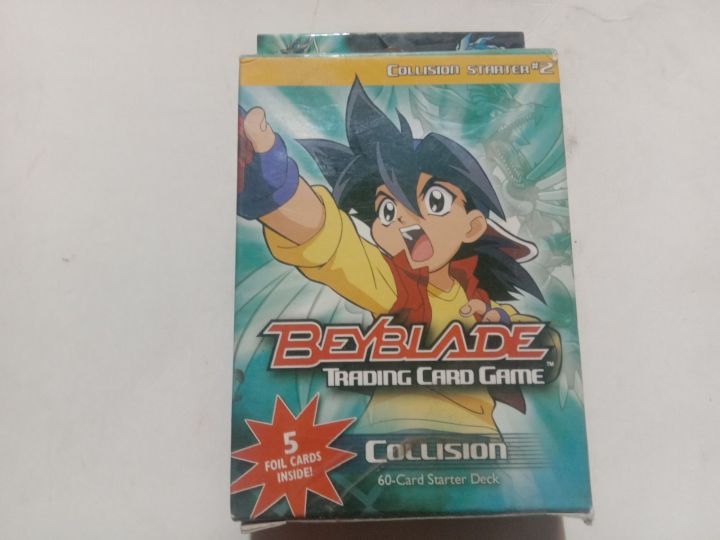 COLLISION STARTER #2
BEYBLADE
TRADING CARD GAME™
5
FOIL CARDS
INSIDE!
COLLISION
60-Card Starter Deck